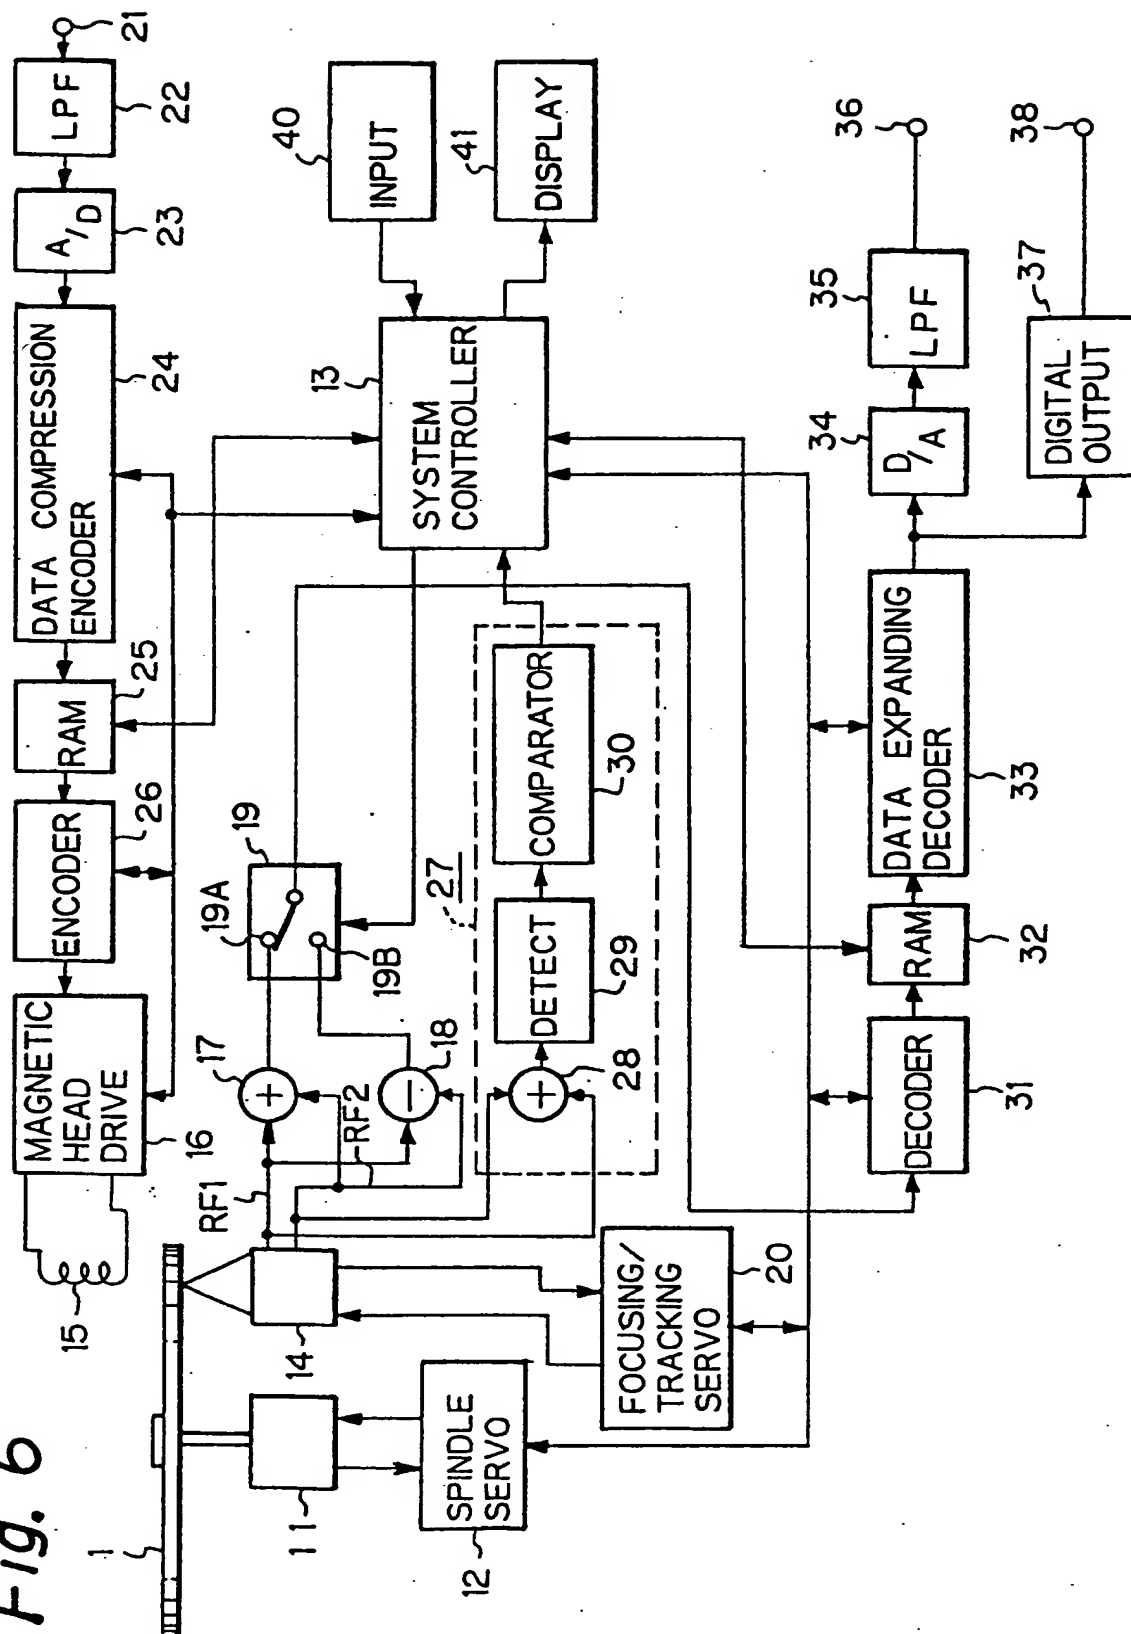 Fig. 6
1
15
MAGNETIC
HEAD
DRIVE
16
ENCODER
26
RAM
25
DATA COMPRESSION
ENCODER
24
A/D
23
LPF
22
21
11
14
RF1
RF2
17
18
19A
19B
19
SYSTEM
CONTROLLER
13
INPUT
40
DISPLAY
41
SPINDLE
SERVO
12
FOCUSING/
TRACKING
SERVO
20
27
28
DETECT
29
COMPARATOR
30
DECODER
31
RAM
32
DATA EXPANDING
DECODER
33
D/A
34
LPF
35
36
DIGITAL
OUTPUT
37
38